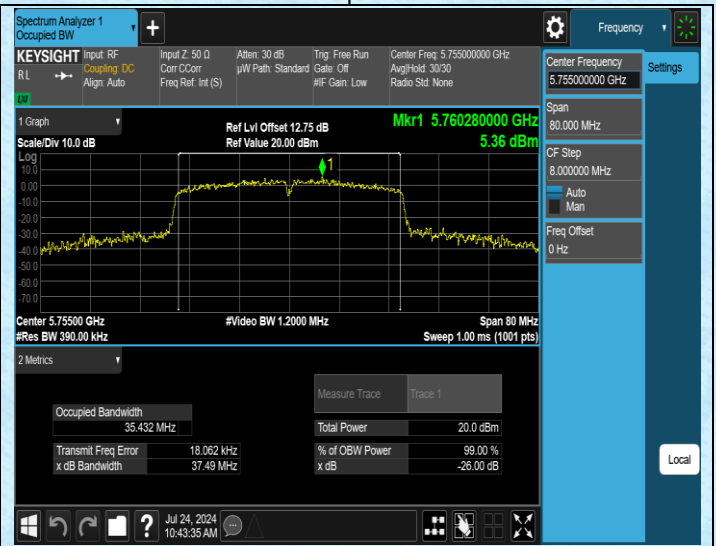 Spectrum Analyzer 1
Occupied BW
Frequency
KEYSIGHT
RL
LXI
Input: RF
Coupling: DC
Align: Auto
Input Z: 50 Ω
Corr CCorr
Freq Ref: Int (S)
Atten: 30 dB
µW Path: Standard
Trig: Free Run
Gate: Off
#IF Gain: Low
Center Freq: 5.755000000 GHz
Avg|Hold: 30/30
Radio Std: None
Center Frequency
5.755000000 GHz
Settings
Span
80.000 MHz
CF Step
8.000000 MHz
Auto
Man
Freq Offset
0 Hz
1 Graph
Scale/Div 10.0 dB
Ref Lvl Offset 12.75 dB
Ref Value 20.00 dBm
Mkr1 5.760280000 GHz
5.36 dBm
Log
10.0
0.00
-10.0
-20.0
-30.0
-40.0
-50.0
-60.0
-70.0
1
Center 5.75500 GHz
#Res BW 390.00 kHz
#Video BW 1.2000 MHz
Span 80 MHz
Sweep 1.00 ms (1001 pts)
2 Metrics
Measure Trace
Trace 1
Occupied Bandwidth
35.432 MHz
Total Power
20.0 dBm
Transmit Freq Error
18.062 kHz
% of OBW Power
99.00 %
x dB Bandwidth
37.49 MHz
x dB
-26.00 dB
Local
?
Jul 24, 2024
10:43:35 AM